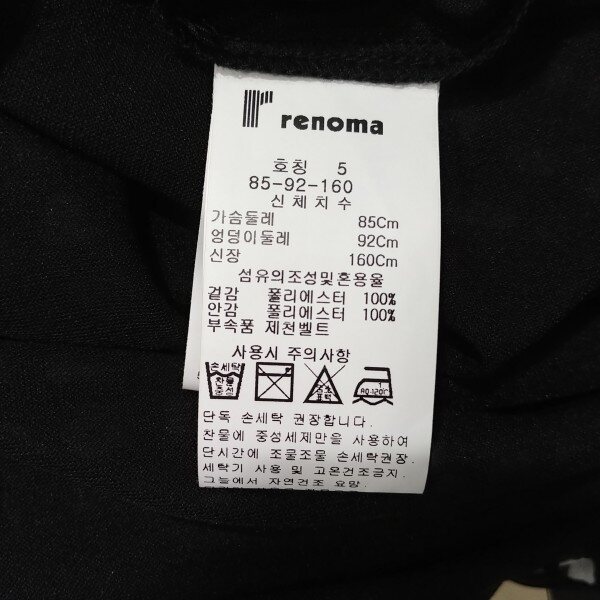 renoma
호칭 5
85-92-160
신체치수
가슴둘레 85Cm
엉덩이둘레 92Cm
신장 160Cm
섬유의조성및혼용율
겉감 폴리에스터 100%
안감 폴리에스터 100%
부속품 제천벨트
사용시 주의사항
손세탁
찬물
중성
염소
표백
단독 손세탁 권장합니다.
찬물에 중성세제만을 사용하여
단시간에 조물조물 손세탁권장.
세탁기 사용 및 고온건조금지.
그늘에서 자연건조 요망.